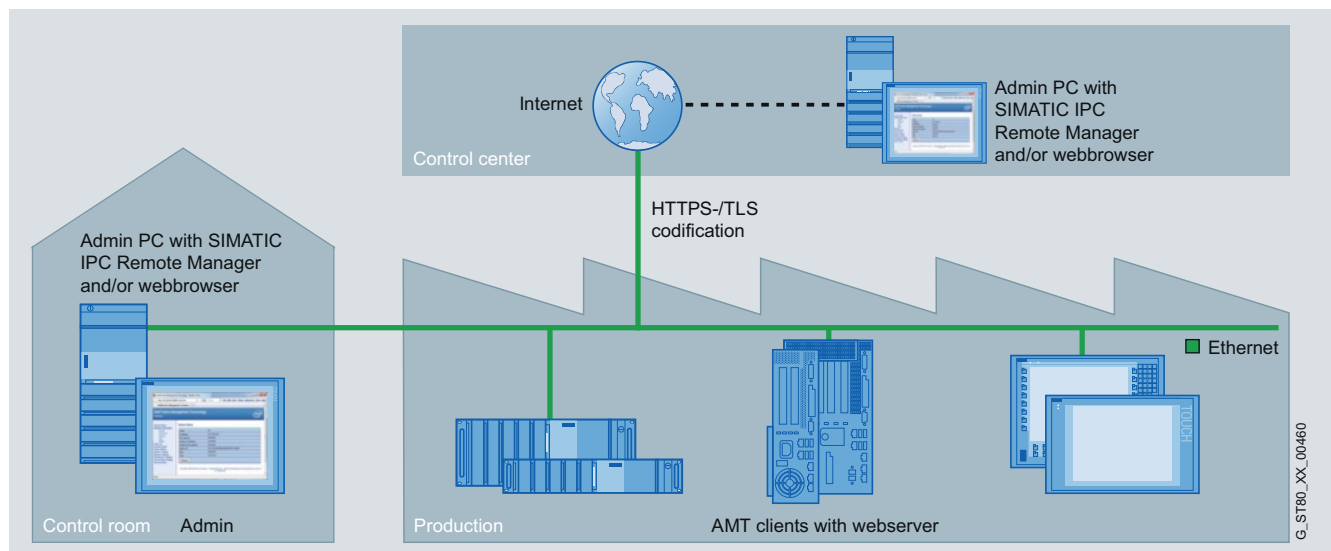 Internet
Admin PC with
SIMATIC IPC
Remote Manager
and/or webbrowser
Control center
HTTPS-/TLS
codification
Admin PC with SIMATIC
IPC Remote Manager
and/or webbrowser
Ethernet
TOUCH
Control room
Admin
Production
AMT clients with webserver
G_ST80_XX_00460